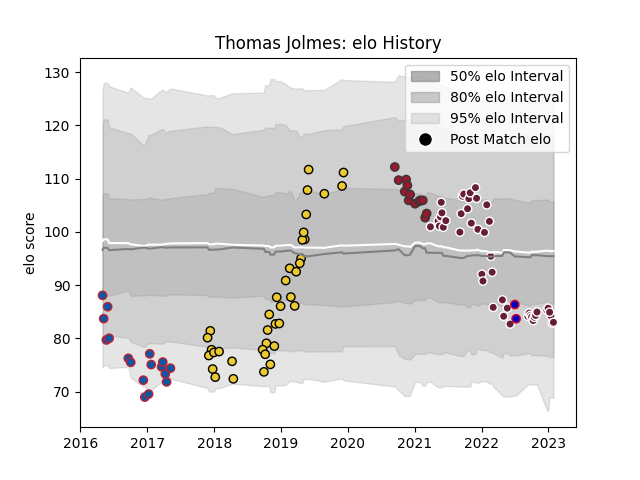 Thomas Jolmes: elo History
elo score
130
120
110
100
90
80
70
50% elo Interval
80% elo Interval
95% elo Interval
Post Match elo
2016 2017 2018 2019 2020 2021 2022 2023